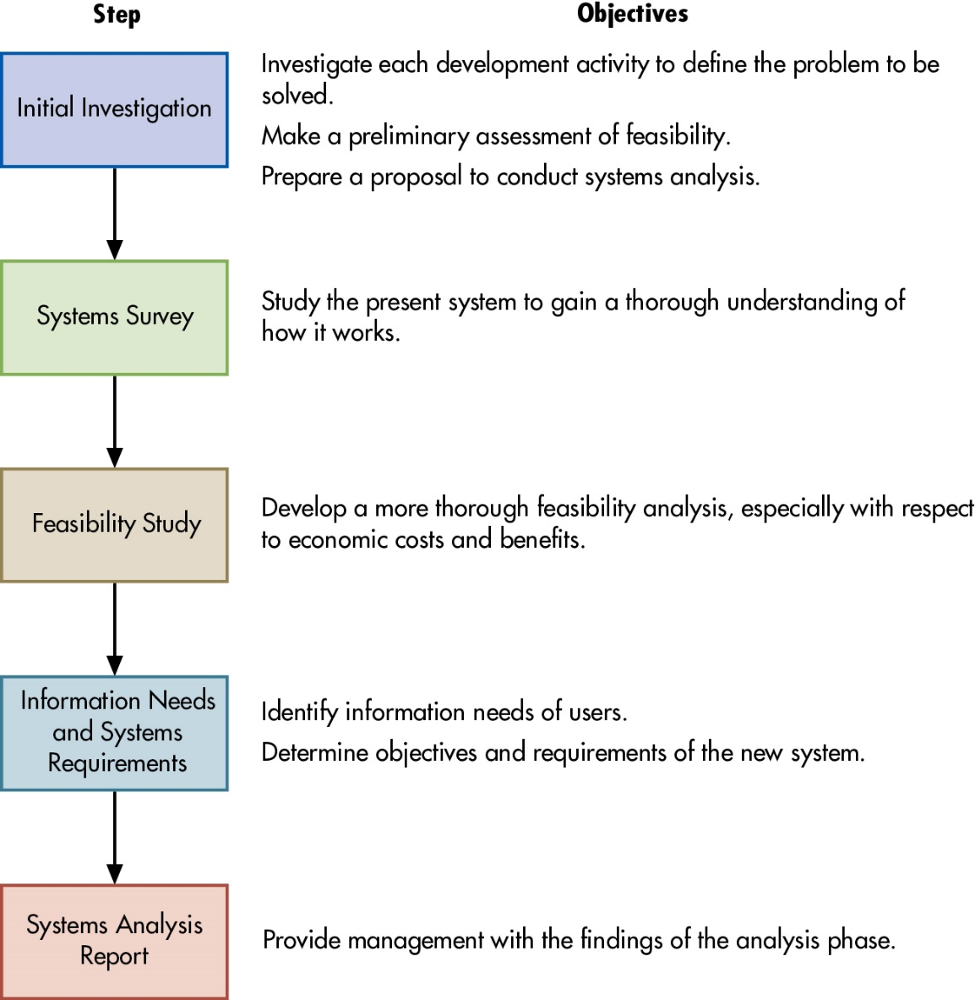 Step
Objectives
Initial Investigation
Investigate each development activity to define the problem to be
solved.
Make a preliminary assessment of feasibility.
Prepare a proposal to conduct systems analysis.
Systems Survey
Study the present system to gain a thorough understanding of
how it works.
Feasibility Study
Develop a more thorough feasibility analysis, especially with respect
to economic costs and benefits.
Information Needs
and Systems
Requirements
Identify information needs of users.
Determine objectives and requirements of the new system.
Systems Analysis
Report
Provide management with the findings of the analysis phase.